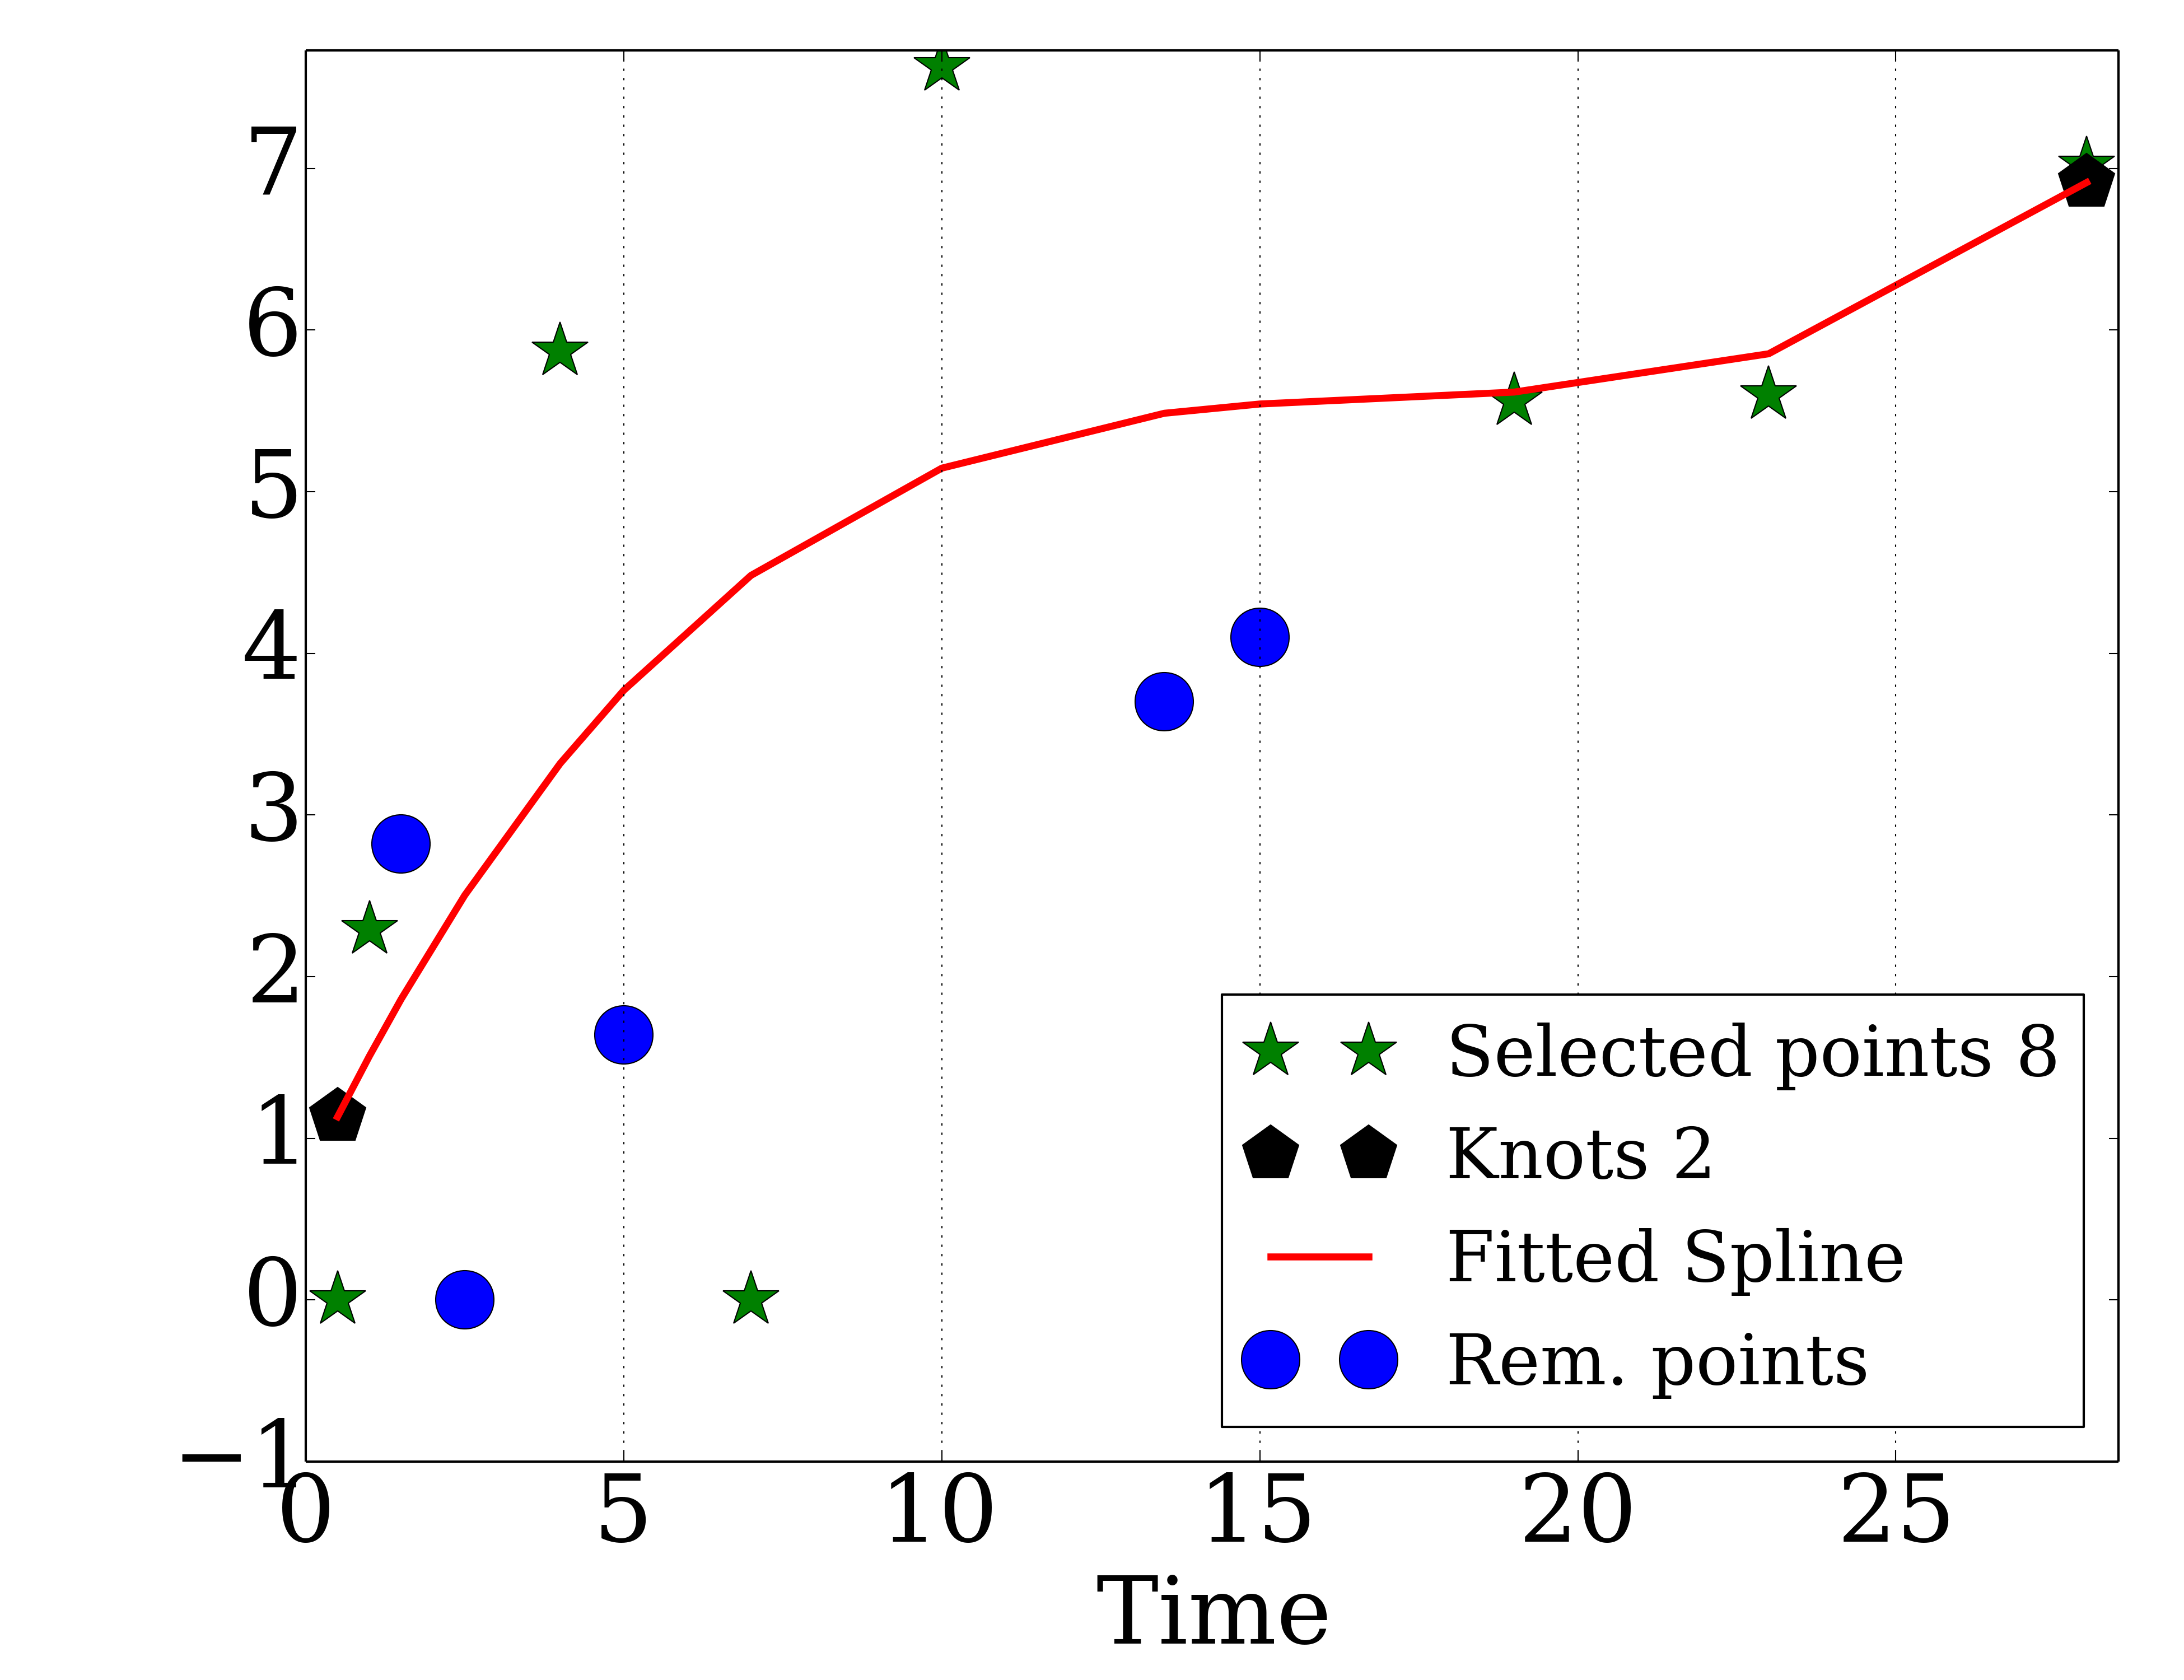 7
6
5
4
3
2
1
0
−1
Selected points 8
Knots 2
Fitted Spline
Rem. points
0 5 10 15 20 25
Time